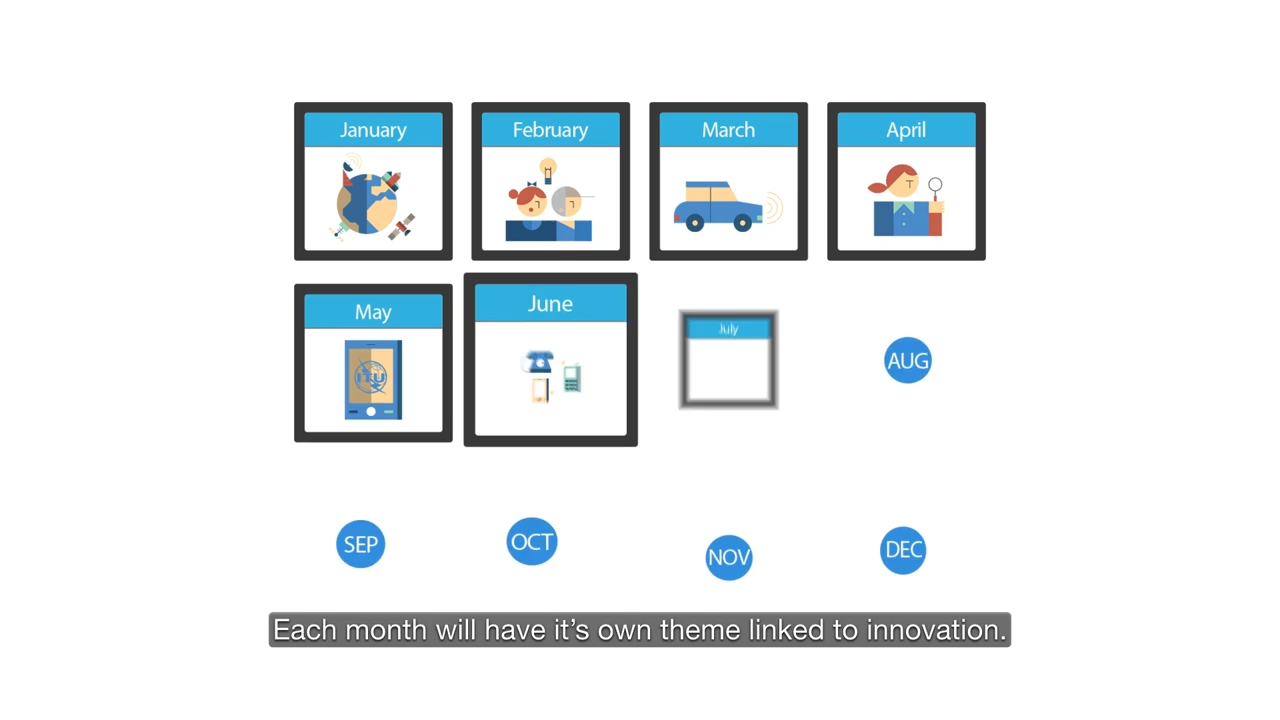 January
February
March
April
May
ITU
June
July
AUG
SEP
OCT
NOV
DEC
Each month will have it’s own theme linked to innovation.